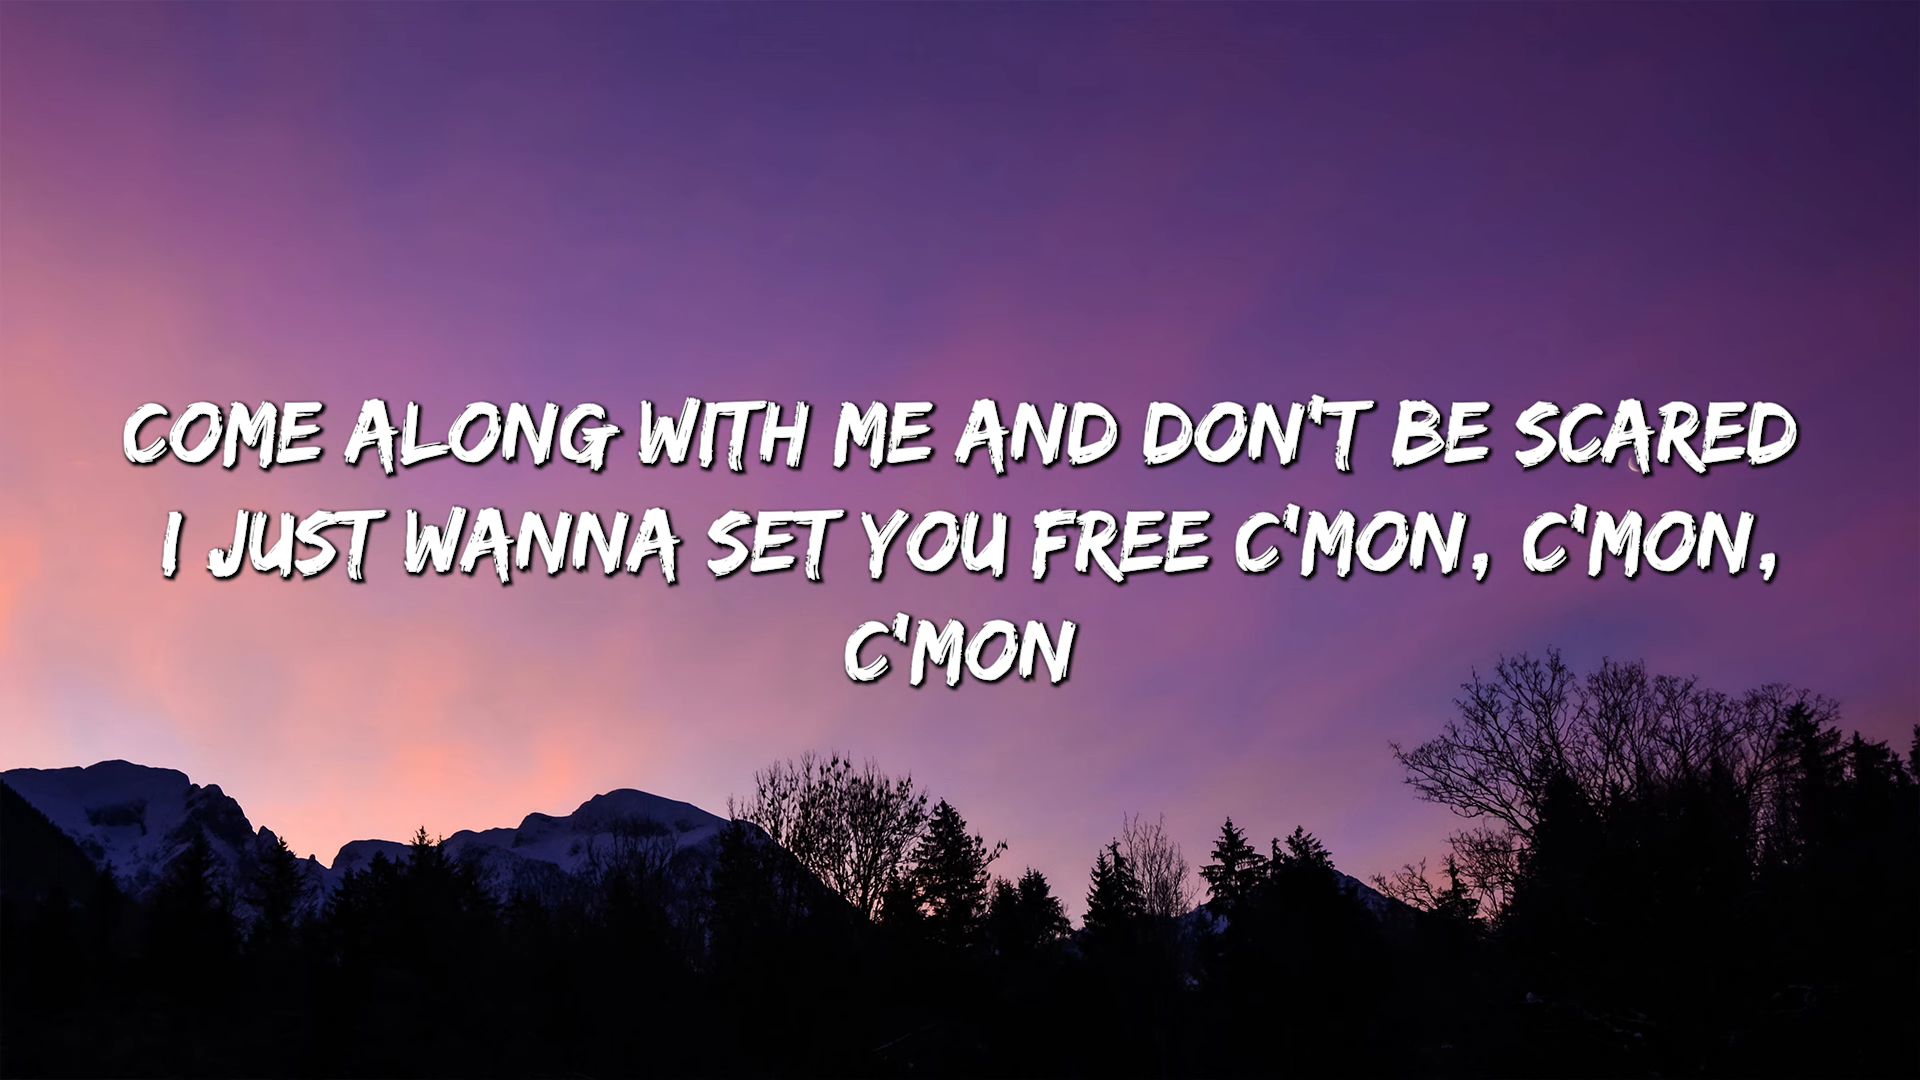 COME ALONG WITH ME AND DON'T BE SCARED
I JUST WANNA SET YOU FREE C'MON, C'MON,
C'MON